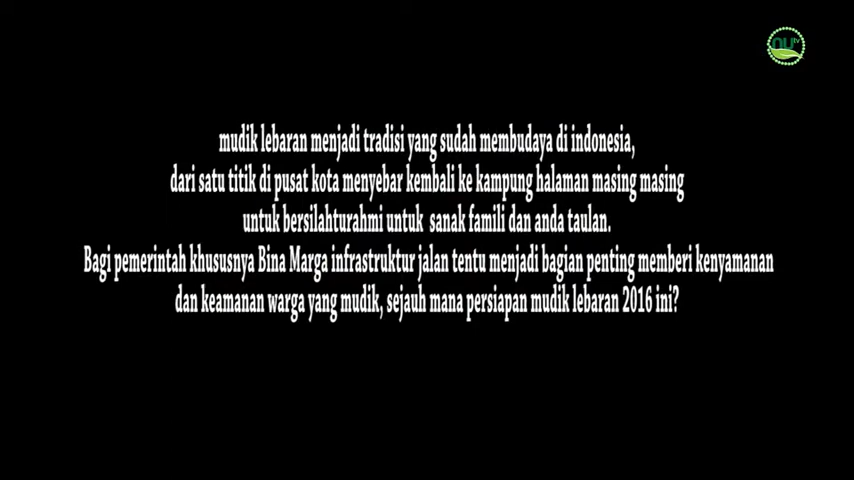 nu tv
mudik lebaran menjadi tradisi yang sudah membudaya di indonesia,
dari satu titik di pusat kota menyebar kembali ke kampung halaman masing masing
untuk bersilahturahmi untuk sanak famili dan anda taulan.
Bagi pemerintah khususnya Bina Marga infrastruktur jalan tentu menjadi bagian penting memberi kenyamanan
dan keamanan warga yang mudik, sejauh mana persiapan mudik lebaran 2016 ini?